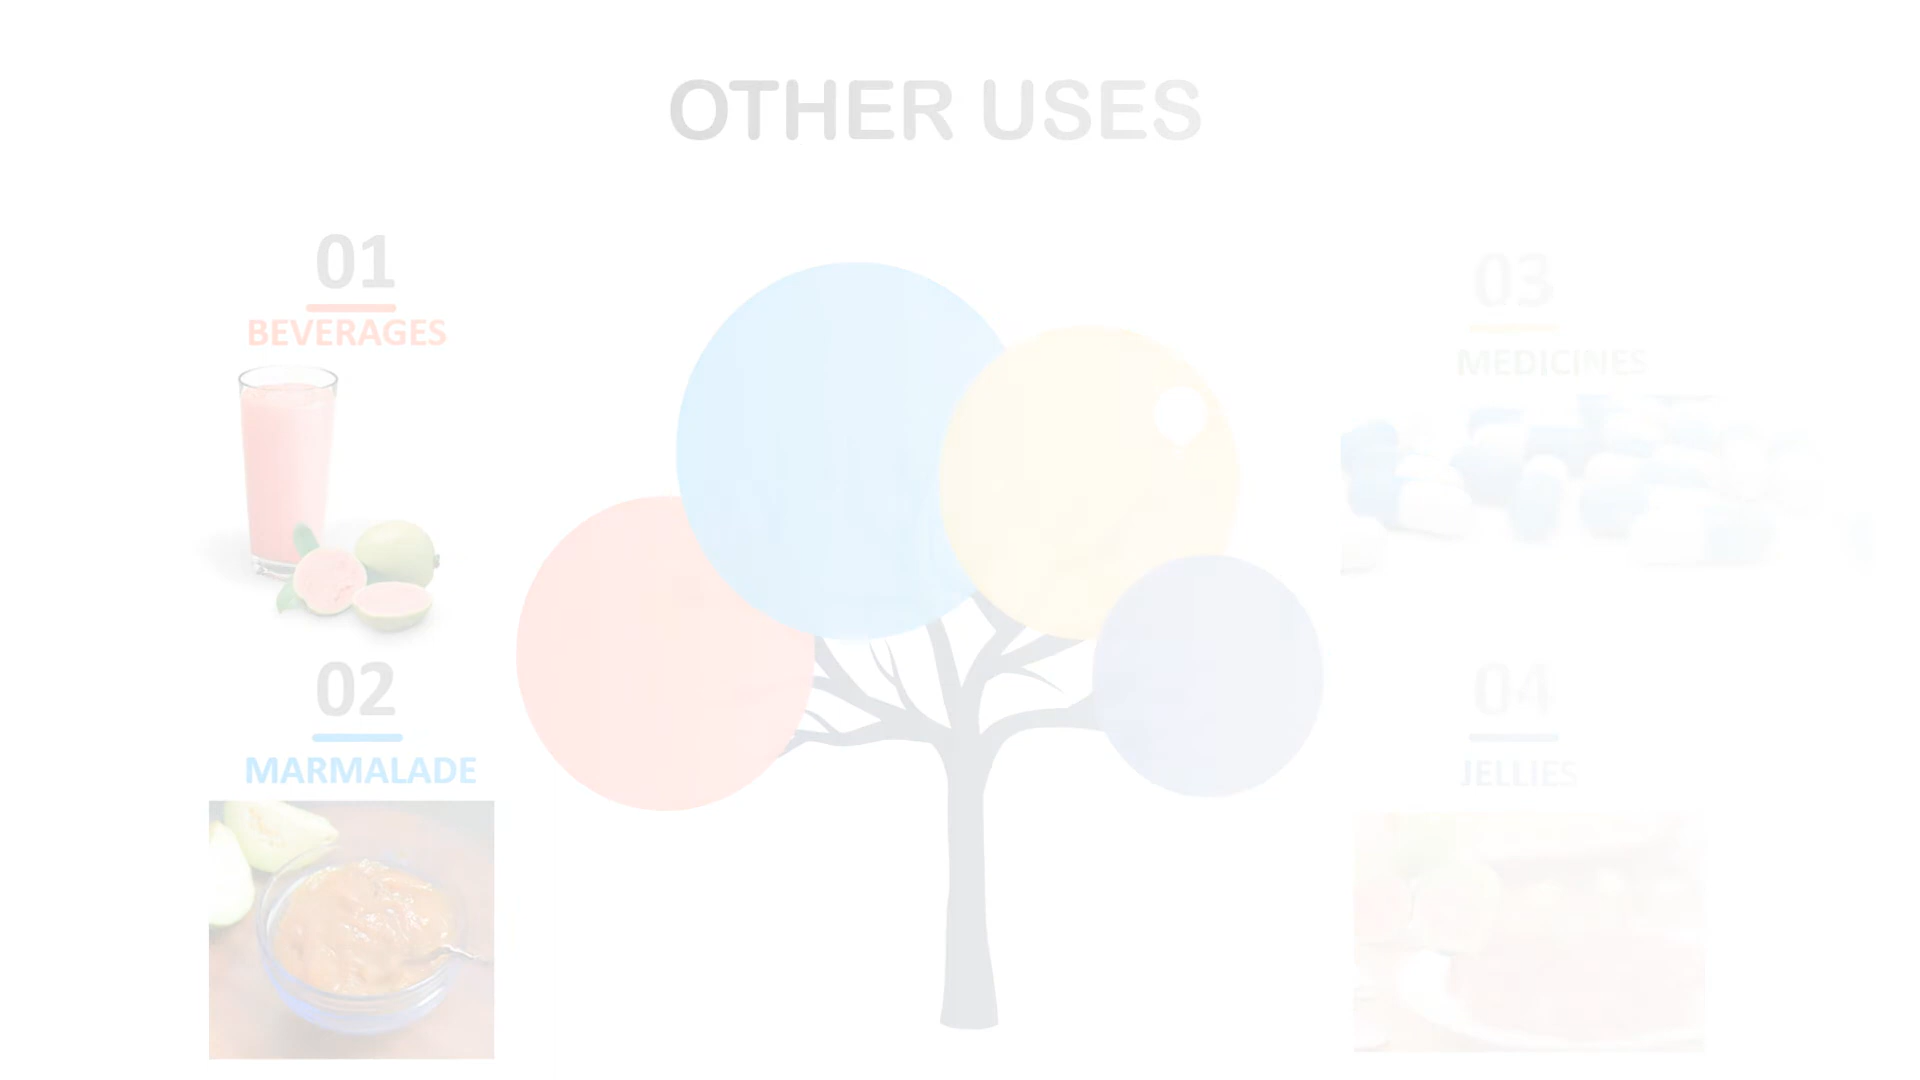 OTHER USES
01
BEVERAGES
02
MARMALADE
03
MEDICINES
04
JELLIES